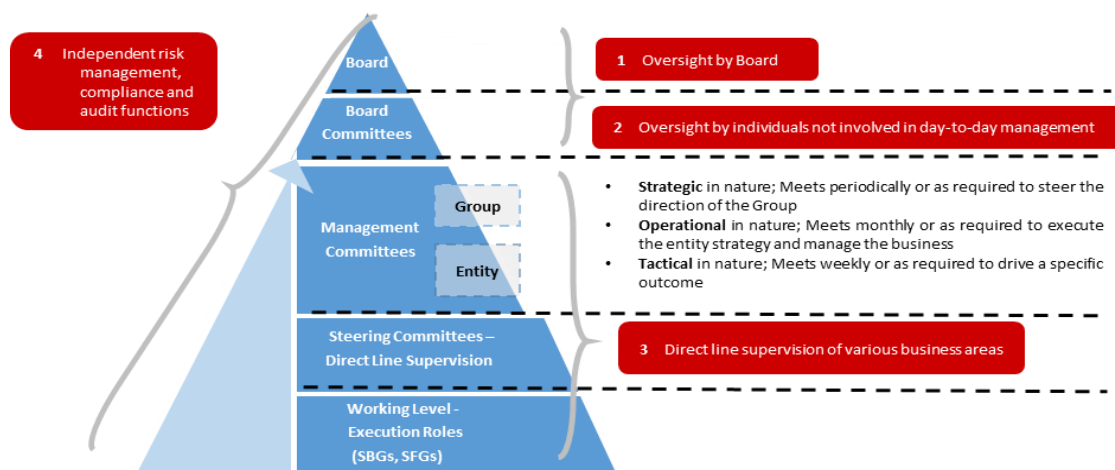 4 Independent risk
management,
compliance and
audit functions
Board
1 Oversight by Board
Board
Committees
2 Oversight by individuals not involved in day-to-day management
Management
Committees
Group
Entity
• Strategic in nature; Meets periodically or as required to steer the
direction of the Group
• Operational in nature; Meets monthly or as required to execute
the entity strategy and manage the business
• Tactical in nature; Meets weekly or as required to drive a specific
outcome
Steering Committees –
Direct Line Supervision
3 Direct line supervision of various business areas
Working Level -
Execution Roles
(SBGs, SFGs)